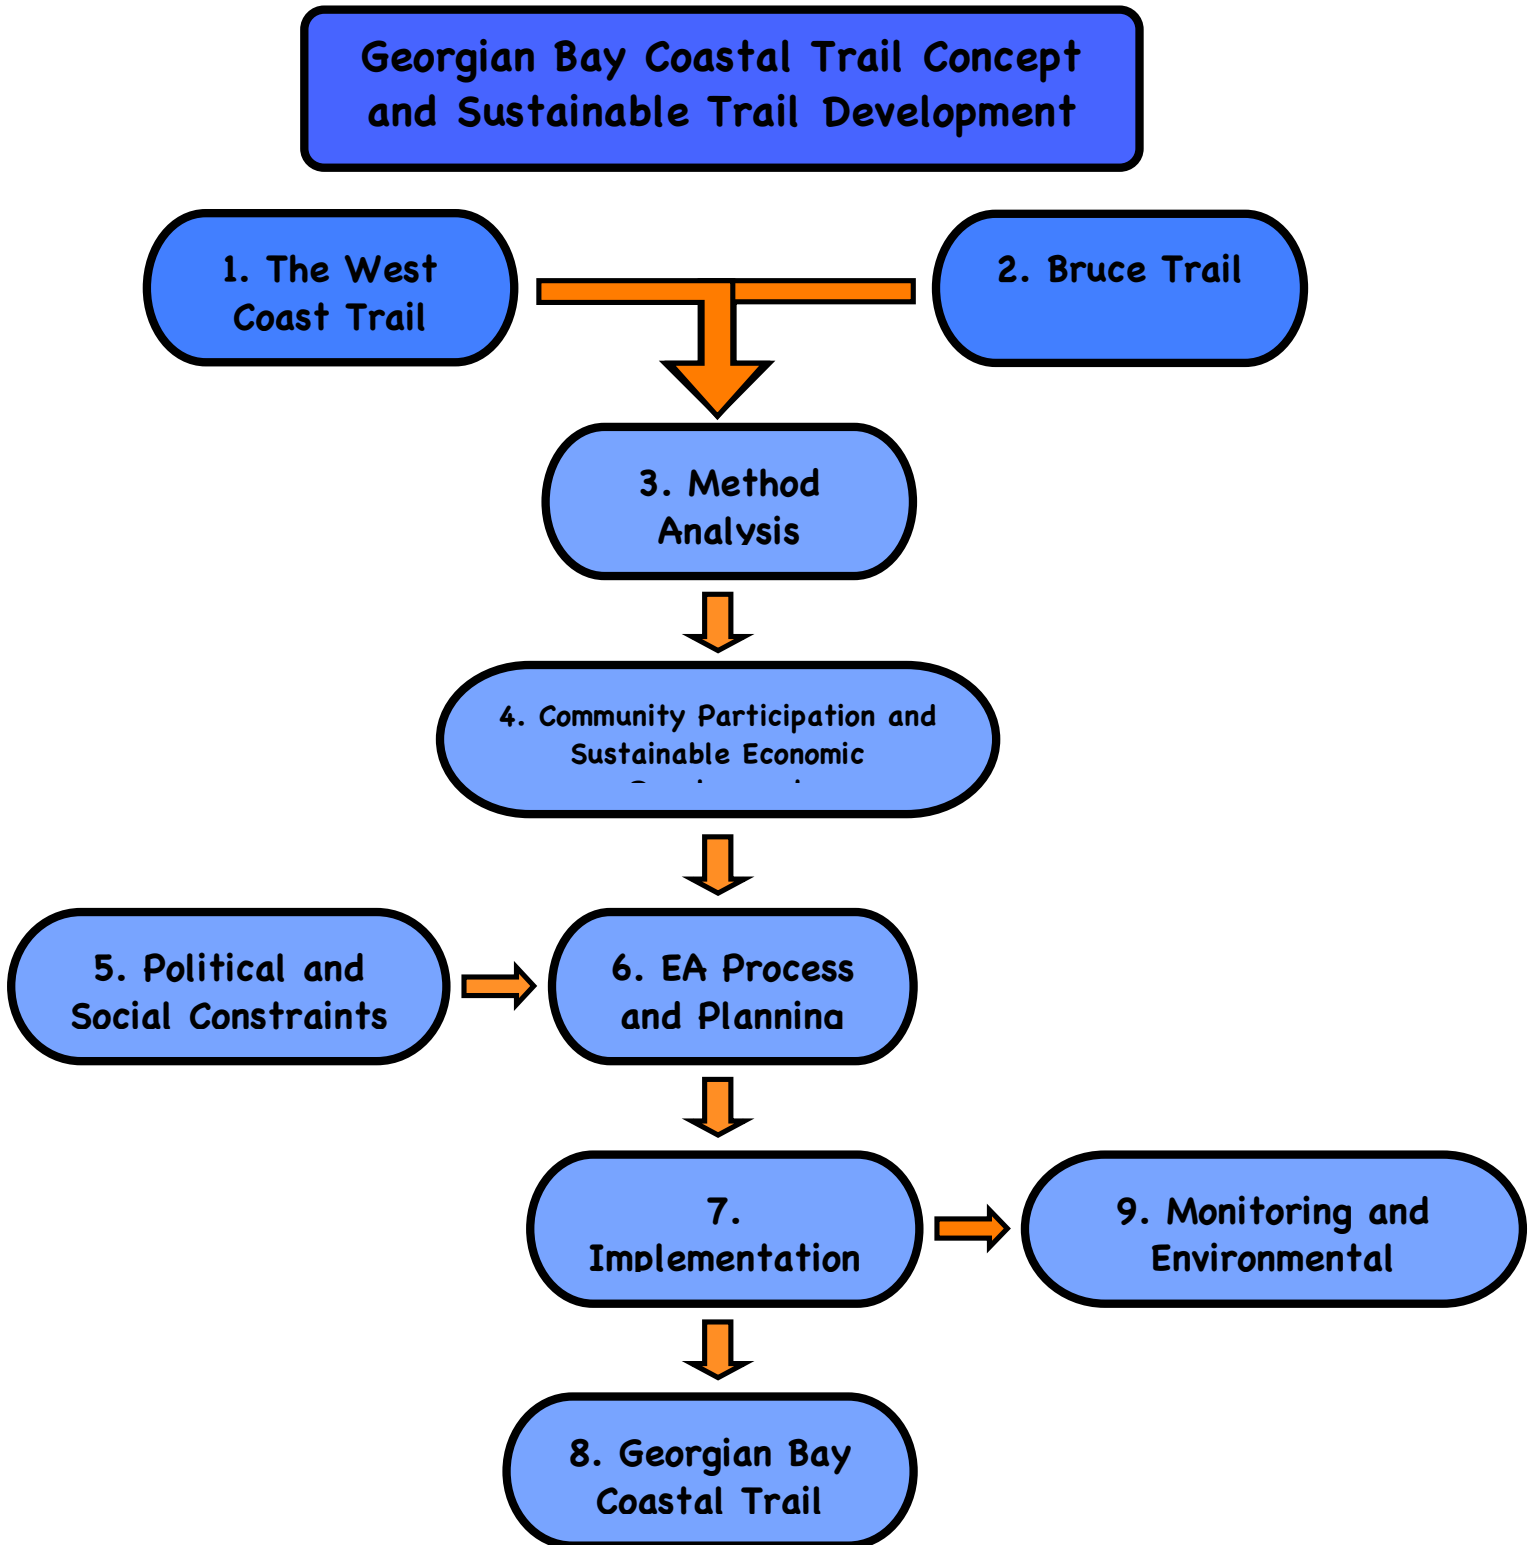 Georgian Bay Coastal Trail Concept
and Sustainable Trail Development
1. The West
Coast Trail
2. Bruce Trail
3. Method
Analysis
4. Community Participation and
Sustainable Economic
5. Political and
Social Constraints
6. EA Process
and Planning
7.
Implementation
9. Monitoring and
Environmental
8. Georgian Bay
Coastal Trail